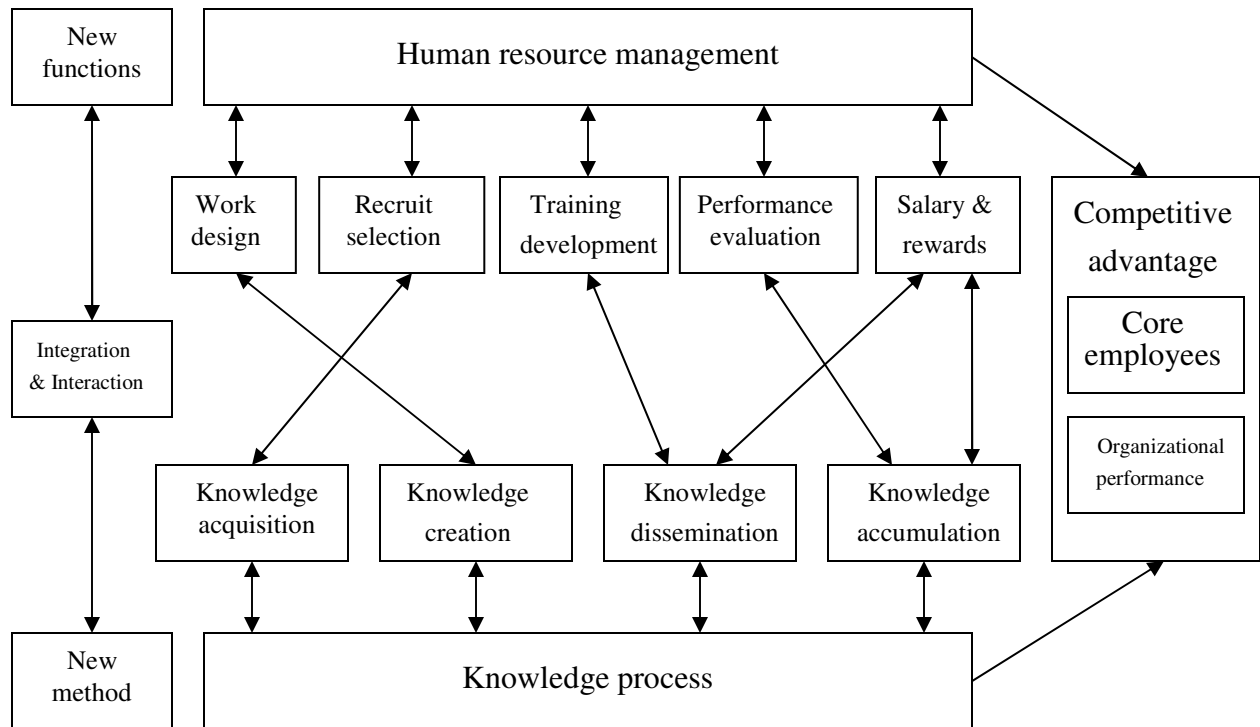 New
functions
Human resource management
Work
design
Recruit
selection
Training
development
Performance
evaluation
Salary &
rewards
Competitive
advantage
Core
employees
Organizational
performance
Integration
& Interaction
Knowledge
acquisition
Knowledge
creation
Knowledge
dissemination
Knowledge
accumulation
New
method
Knowledge process